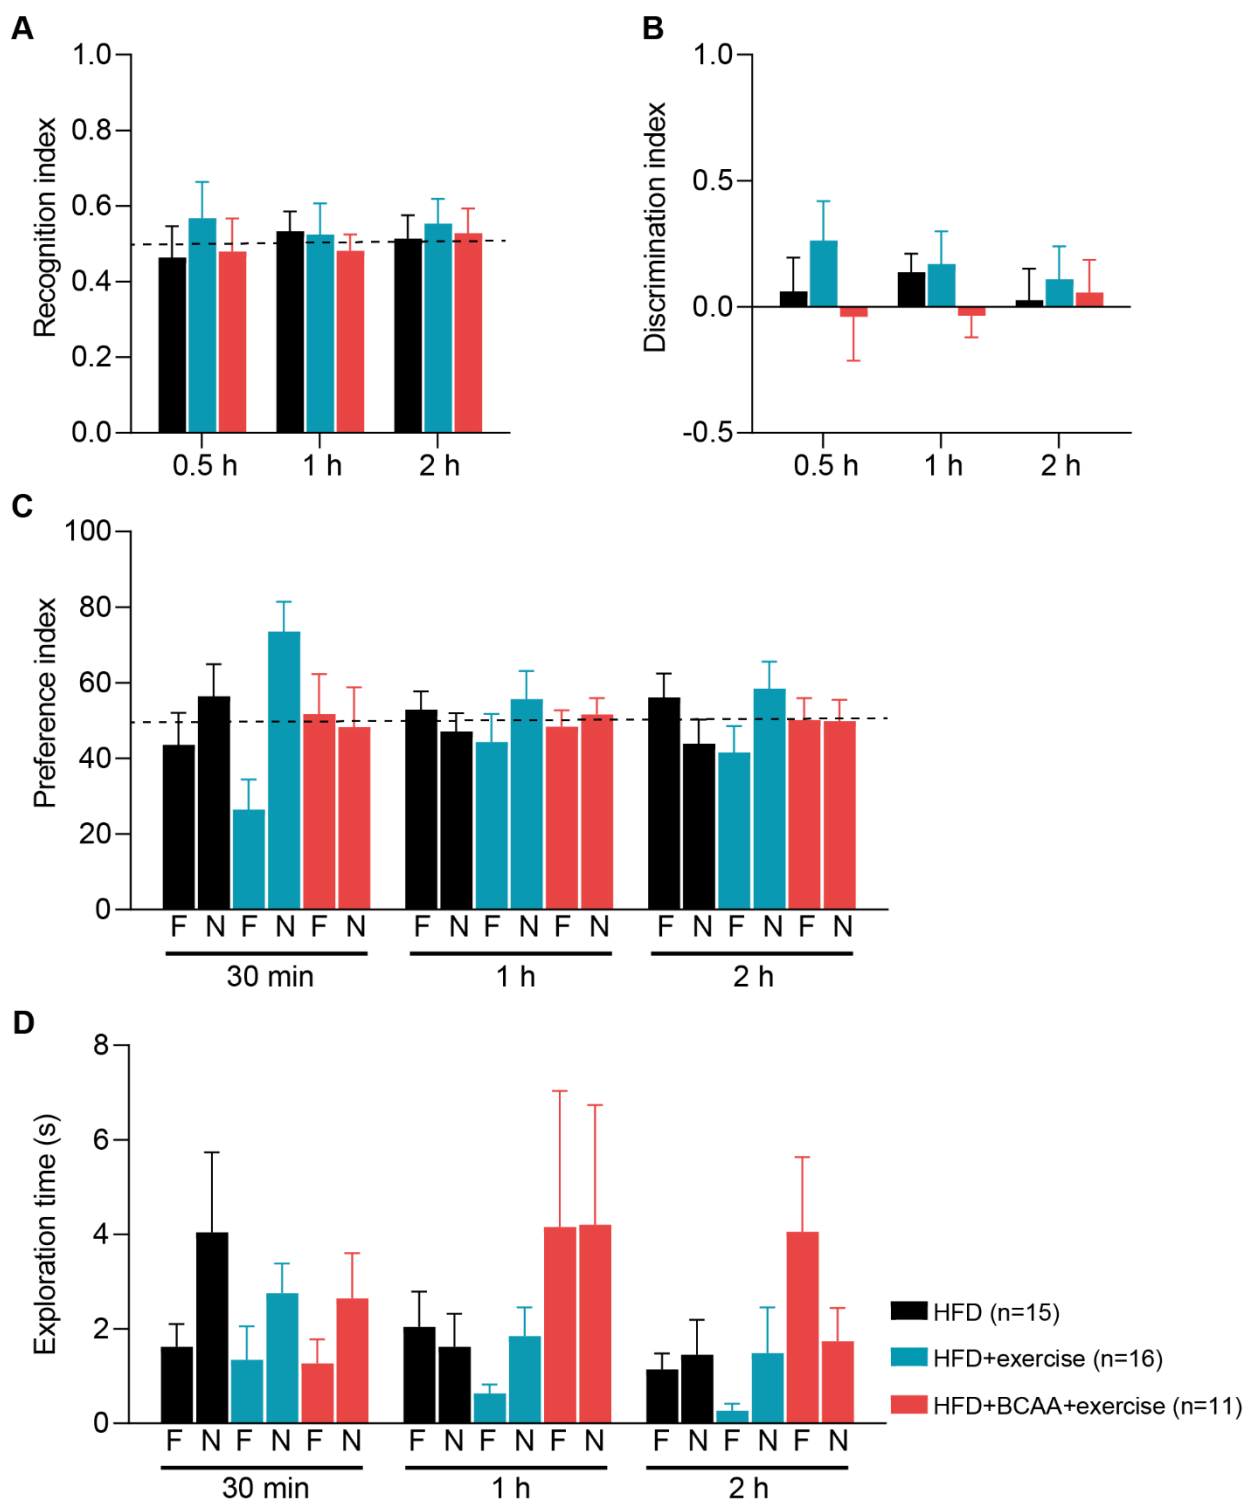 A
Recognition index
1.0
0.8
0.6
0.4
0.2
0.0
0.5 h 1 h 2 h
B
Discrimination index
1.0
0.5
0.0
-0.5
0.5 h 1 h 2 h
C
Preference index
100
80
60
40
20
0
F N F N F N F N F N F N F N F N F N
30 min 1 h 2 h
D
Exploration time (s)
8
6
4
2
0
F N F N F N F N F N F N F N F N F N
30 min 1 h 2 h
HFD (n=15)
HFD+exercise (n=16)
HFD+BCAA+exercise (n=11)